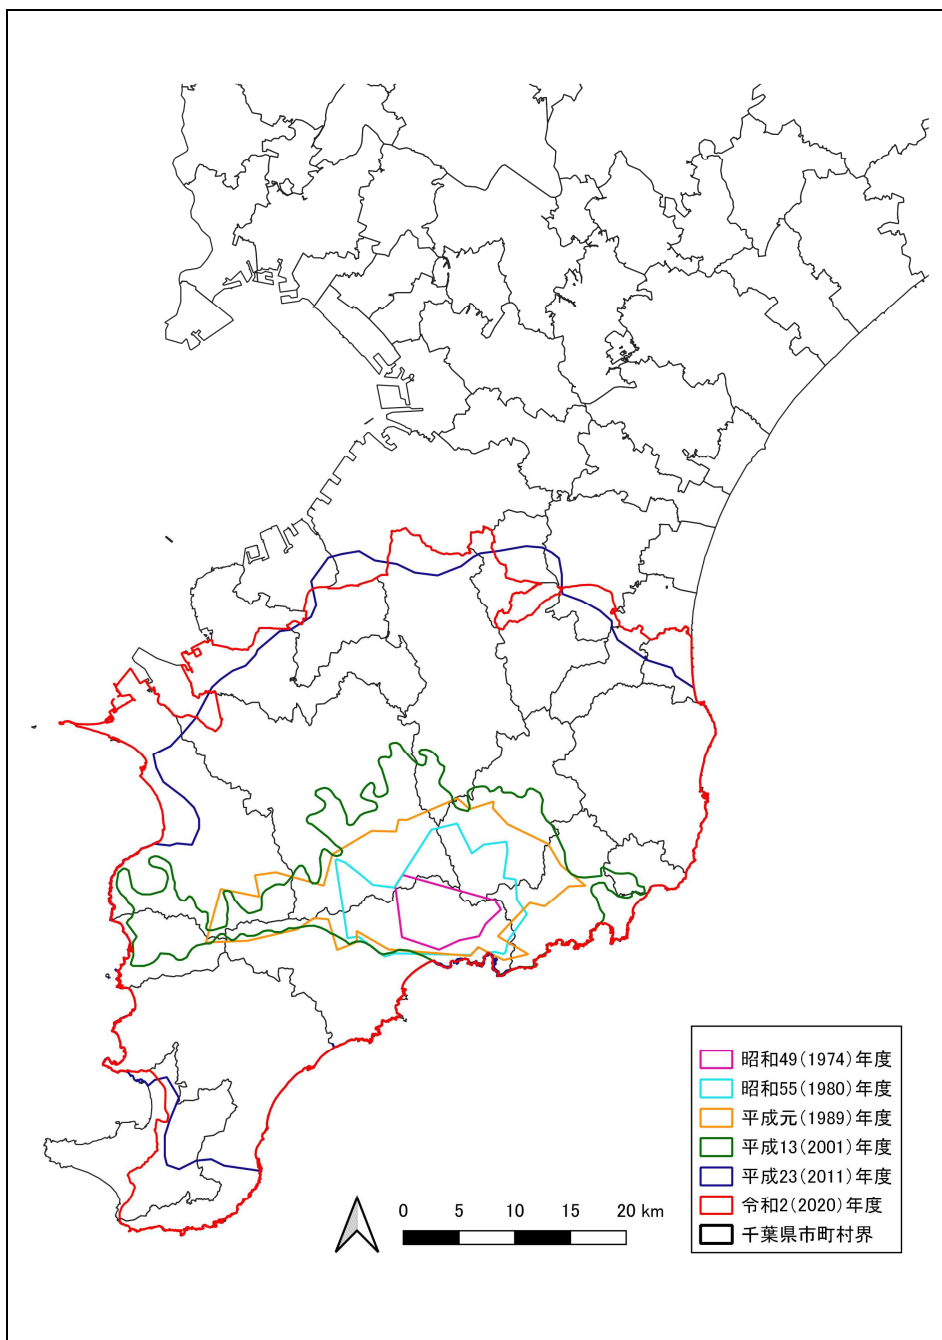 昭和49(1974)年度
昭和55(1980)年度
平成元(1989)年度
平成13(2001)年度
平成23(2011)年度
令和2(2020)年度
千葉県市町村界
0 5 10 15 20 km